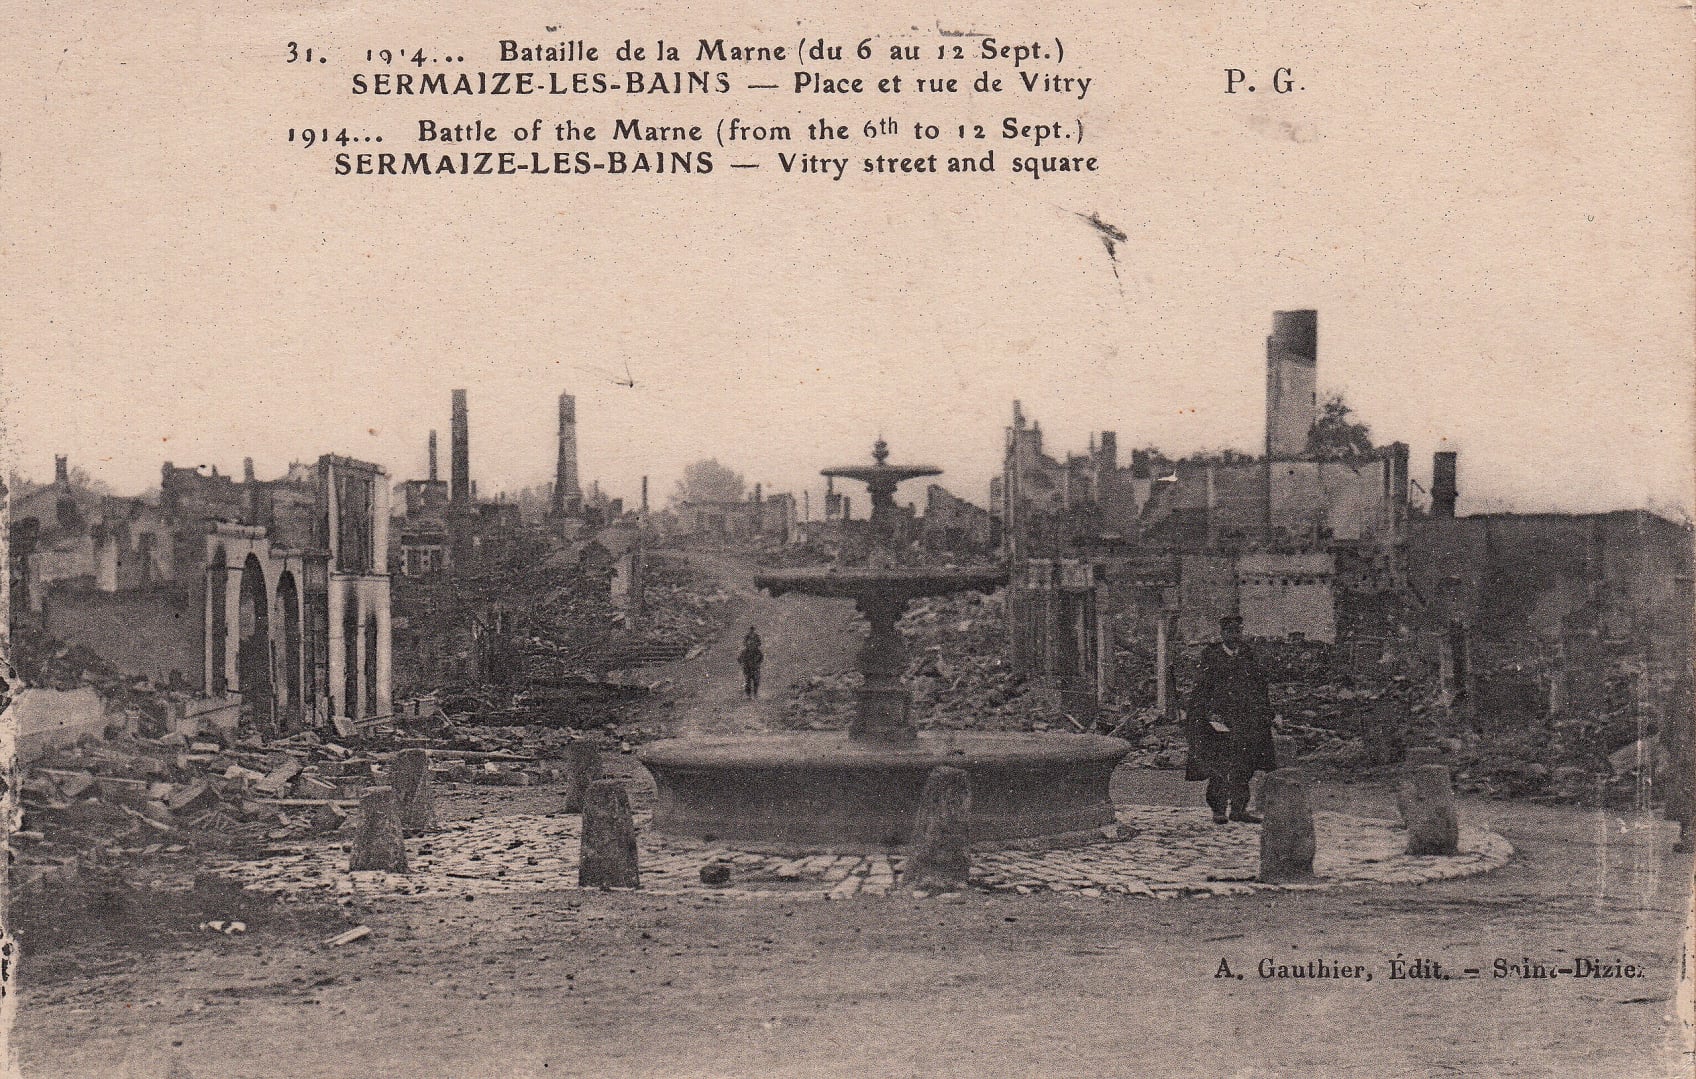 31. 1914... Bataille de la Marne (du 6 au 12 Sept.)
SERMAIZE-LES-BAINS — Place et rue de Vitry
P. G.
1914... Battle of the Marne (from the 6th to 12 Sept.)
SERMAIZE-LES-BAINS — Vitry street and square
A. Gauthier, Édit. – Saint-Dizier